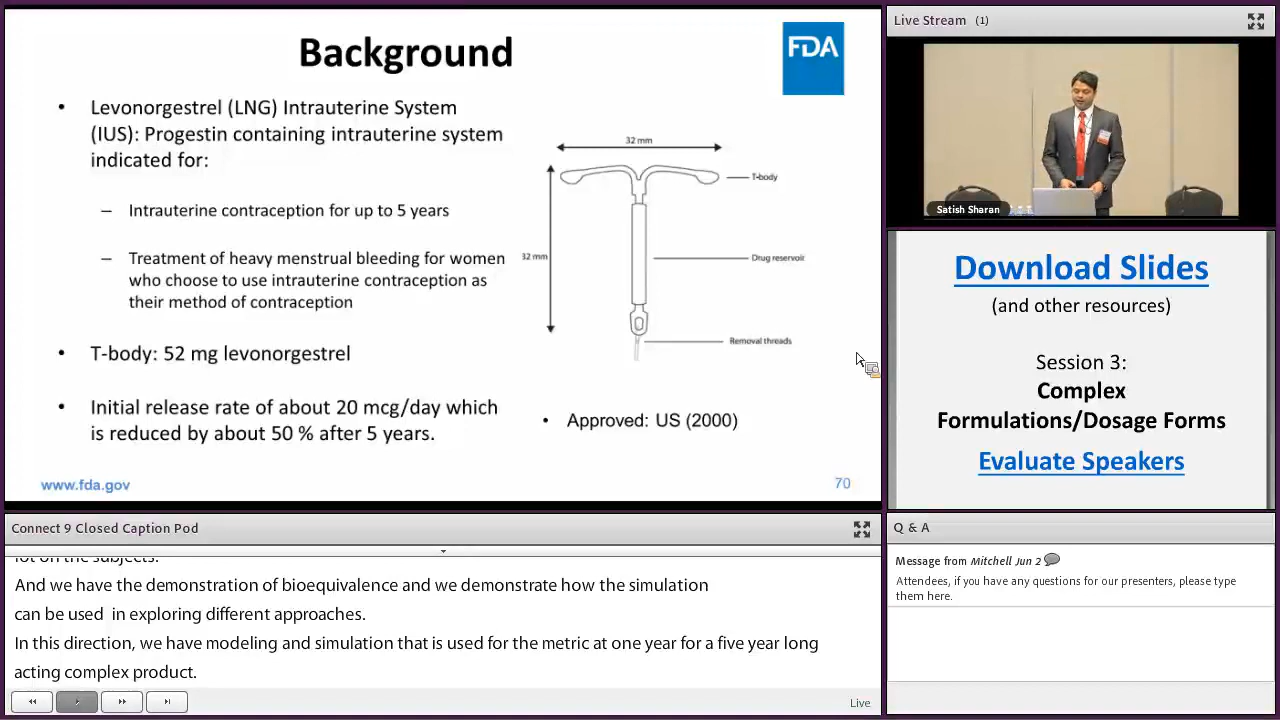 Background
FDA
• Levonorgestrel (LNG) Intrauterine System
(IUS): Progestin containing intrauterine system
indicated for:
– Intrauterine contraception for up to 5 years
– Treatment of heavy menstrual bleeding for women
who choose to use intrauterine contraception as
their method of contraception
• T-body: 52 mg levonorgestrel
• Initial release rate of about 20 mcg/day which
is reduced by about 50 % after 5 years.
32 mm
T-body
32 mm
Drug reservoir
Removal threads
• Approved: US (2000)
www.fda.gov
70
Live Stream (1)
Satish Sharan
Download Slides
(and other resources)
Session 3:
Complex
Formulations/Dosage Forms
Evaluate Speakers
Connect 9 Closed Caption Pod
lot on the subjects.
And we have the demonstration of bioequivalence and we demonstrate how the simulation
can be used in exploring different approaches.
In this direction, we have modeling and simulation that is used for the metric at one year for a five year long
acting complex product.
Live
Q & A
Message from Mitchell Jun 2
Attendees, if you have any questions for our presenters, please type
them here.